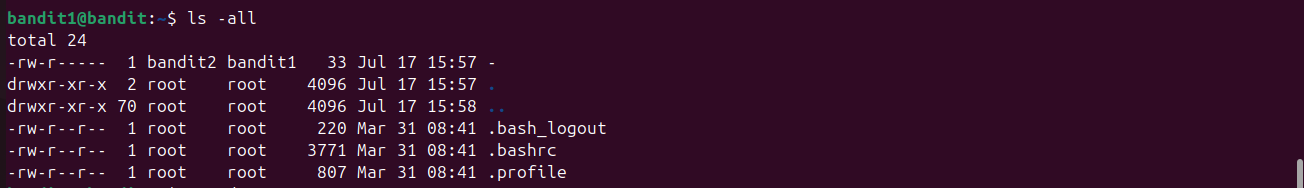 bandit1@bandit:~$ ls -all
total 24
-rw-r-----  1 bandit2 bandit1   33 Jul 17 15:57 -
drwxr-xr-x  2 root    root    4096 Jul 17 15:57 .
drwxr-xr-x 70 root    root    4096 Jul 17 15:58 ..
-rw-r--r--  1 root    root     220 Mar 31 08:41 .bash_logout
-rw-r--r--  1 root    root    3771 Mar 31 08:41 .bashrc
-rw-r--r--  1 root    root     807 Mar 31 08:41 .profile